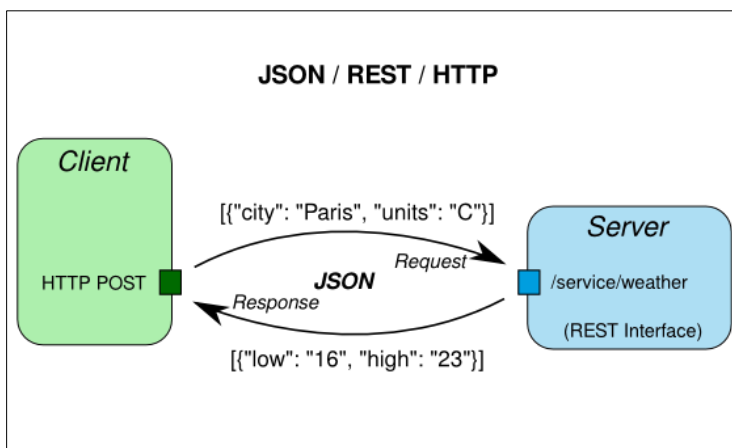 JSON / REST / HTTP
Client
[{"city": "Paris", "units": "C"}]
Server
Request
HTTP POST
JSON
/service/weather
Response
(REST Interface)
[{"low": "16", "high": "23"}]